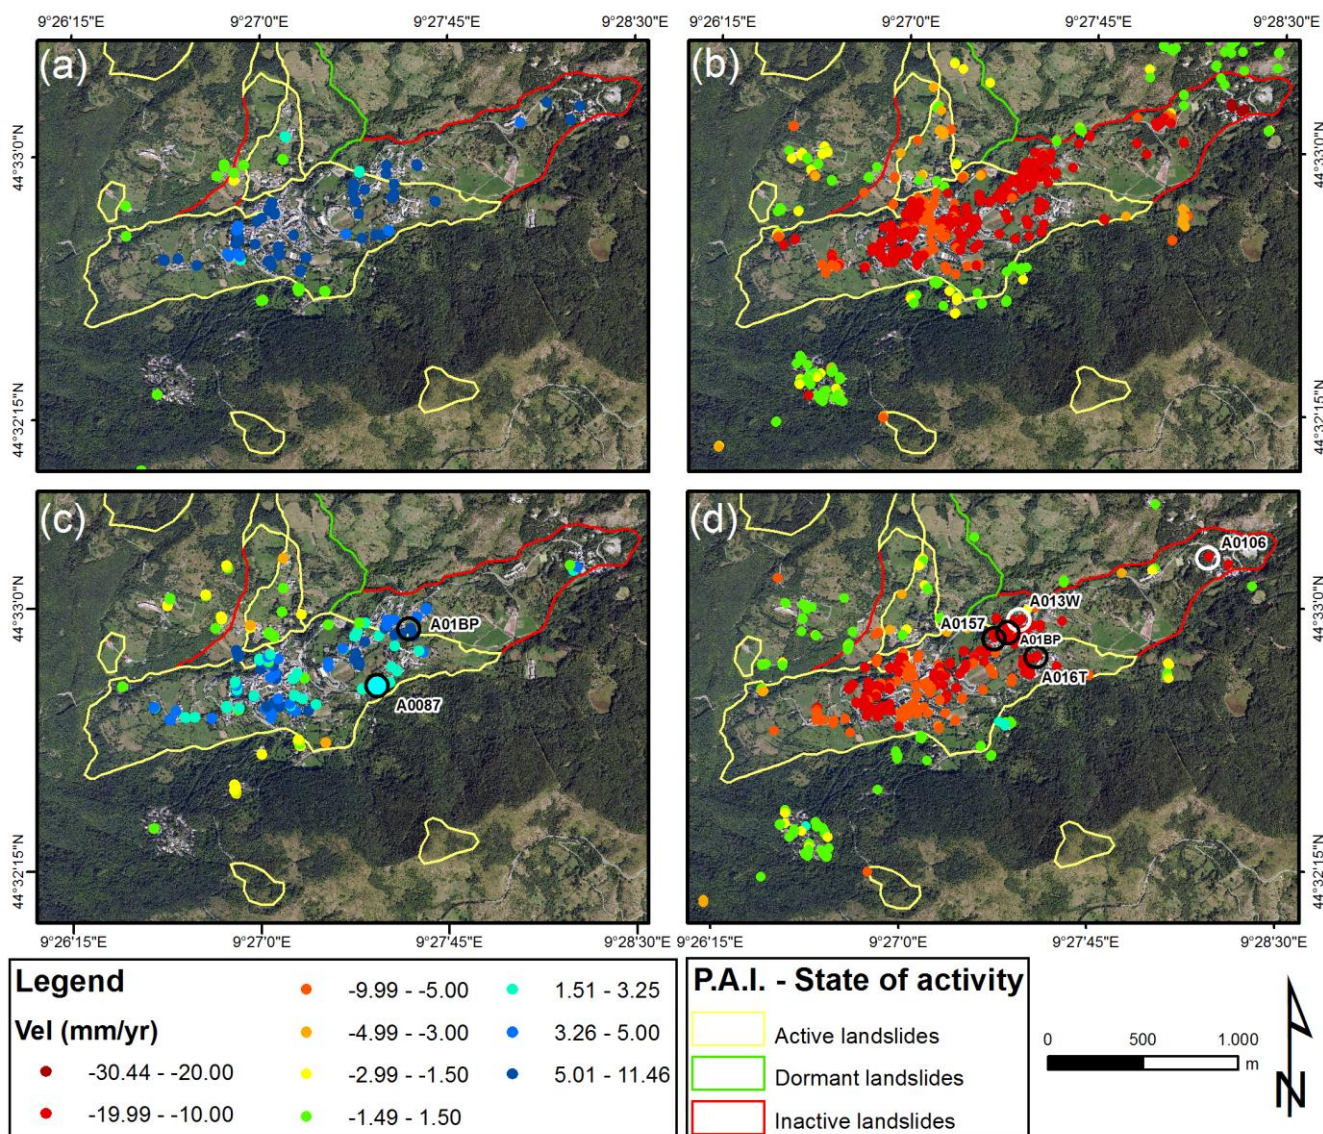 9°26'15"E 9°27'0"E 9°27'45"E 9°28'30"E 9°26'15"E 9°27'0"E 9°27'45"E 9°28'30"E
(a) (b)
44°33'0"N 44°33'0"N
44°32'15"N 44°32'15"N
(c) (d)
A0106
A013W
A01BP A0157
A01BP
A016T
A0087
44°33'0"N 44°33'0"N
44°32'15"N 44°32'15"N
9°26'15"E 9°27'0"E 9°27'45"E 9°28'30"E 9°26'15"E 9°27'0"E 9°27'45"E 9°28'30"E
Legend
Vel (mm/yr)
-30.44 - -20.00
-19.99 - -10.00
-9.99 - -5.00
-4.99 - -3.00
-2.99 - -1.50
-1.49 - 1.50
1.51 - 3.25
3.26 - 5.00
5.01 - 11.46
P.A.I. - State of activity
Active landslides
Dormant landslides
Inactive landslides
0 500 1.000
m
N